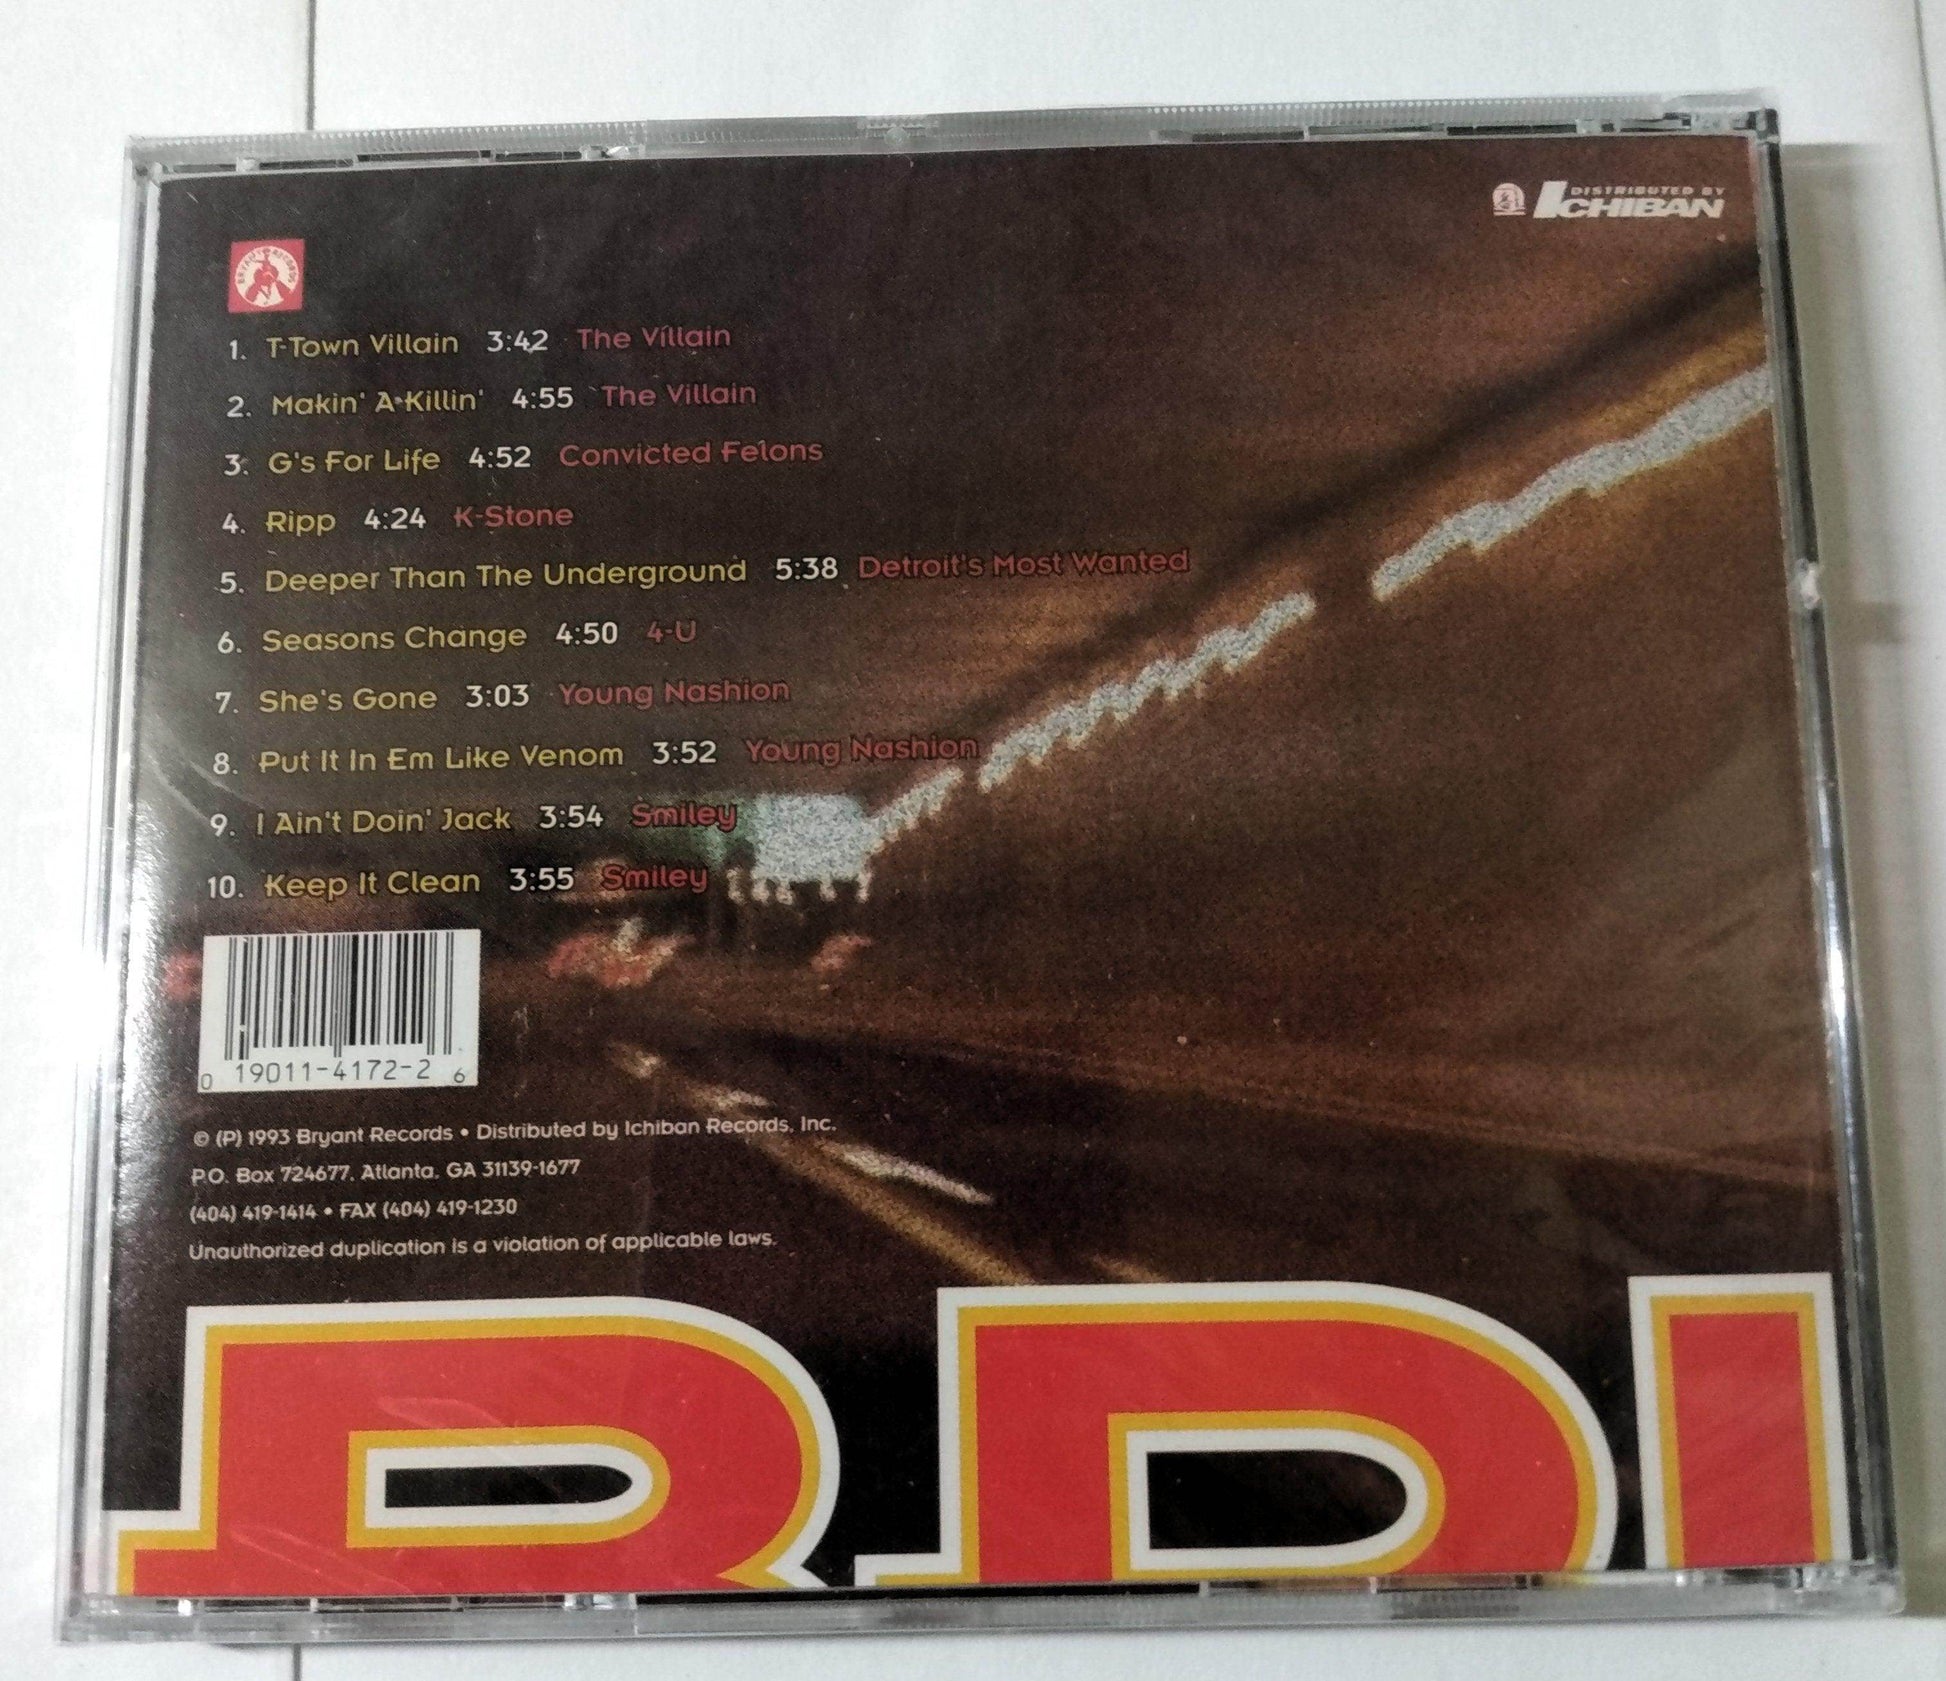 DISTRIBUTED BY
ICHIBAN
BRYANT RECORDS
1. T-Town Villain 3:42 The Villain
2. Makin' A Killin' 4:55 The Villain
3. G's For Life 4:52 Convicted Felons
4. Ripp 4:24 K-Stone
5. Deeper Than The Underground 5:38 Detroit's Most Wanted
6. Seasons Change 4:50 4-U
7. She's Gone 3:03 Young Nashion
8. Put It In Em Like Venom 3:52 Young Nashion
9. I Ain't Doin' Jack 3:54 Smiley
10. Keep It Clean 3:55 Smiley
0 19011-4172-2 6
© (P) 1993 Bryant Records • Distributed by Ichiban Records, Inc.
P.O. Box 724677, Atlanta, GA 31139-1677
(404) 419-1414 • FAX (404) 419-1230
Unauthorized duplication is a violation of applicable laws.